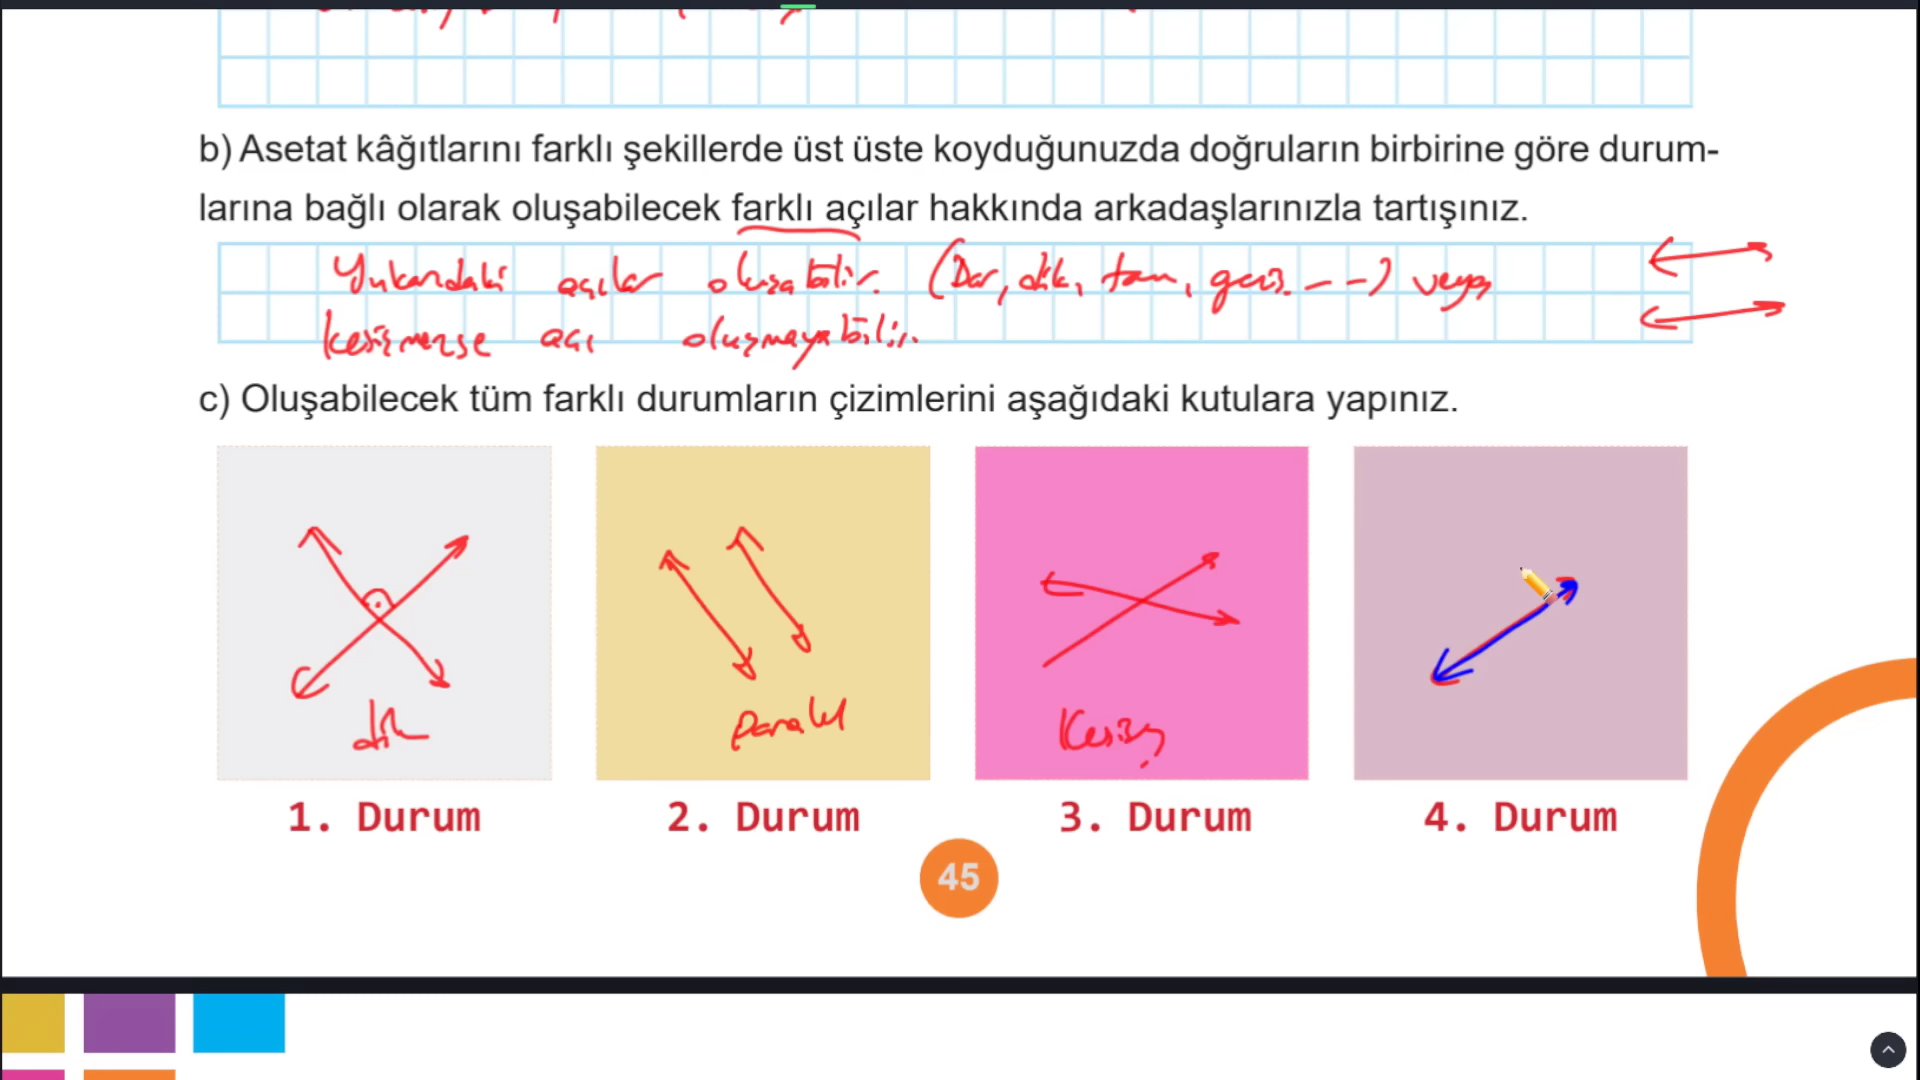 b) Asetat kâğıtlarını farklı şekillerde üst üste koyduğunuzda doğruların birbirine göre durum-
larına bağlı olarak oluşabilecek farklı açılar hakkında arkadaşlarınızla tartışınız.
Yukarıdaki açılar oluşabilir. (Dar, dik, tam, geniş - -) veya
kesişmezse açı oluşmayabilir.
c) Oluşabilecek tüm farklı durumların çizimlerini aşağıdaki kutulara yapınız.
dik
Paralel
Kesişen
1. Durum
2. Durum
3. Durum
4. Durum
45